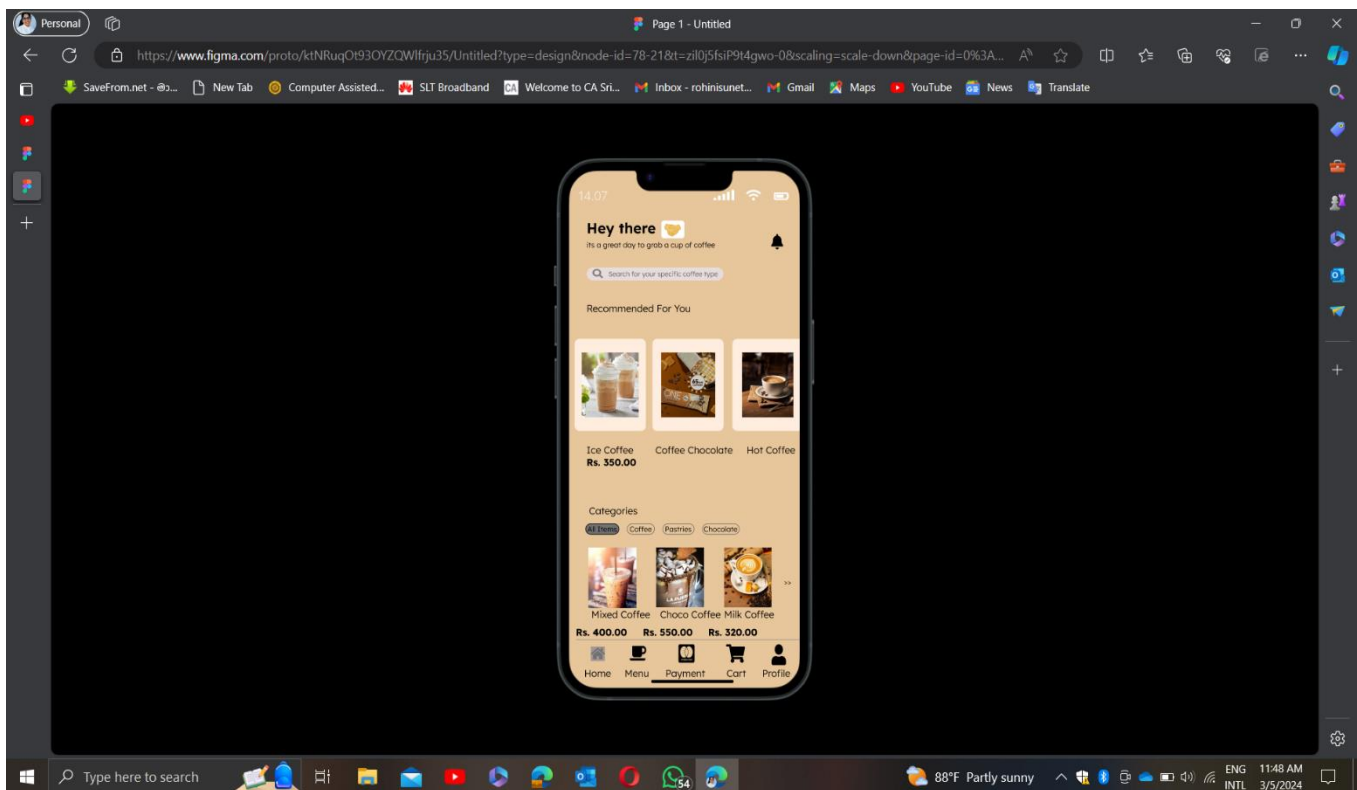 Personal
Page 1 - Untitled
https://www.figma.com/proto/ktNRuqOt93OYZQWlfrju35/Untitled?type=design&node-id=78-21&t=zil0j5fsiP9t4gwo-0&scaling=scale-down&page-id=0%3A...
SaveFrom.net - මා... New Tab Computer Assisted... SLT Broadband CA Welcome to CA Sri... Inbox - rohinisunet... Gmail Maps YouTube News Translate
14.07
Hey there
its a great day to grab a cup of coffee
Search for your specific coffee type
Recommended For You
Ice Coffee Coffee Chocolate Hot Coffee
Rs. 350.00
Categories
All Items Coffee Pastries Chocolate
>>
Mixed Coffee Choco Coffee Milk Coffee
Rs. 400.00 Rs. 550.00 Rs. 320.00
Home Menu Payment Cart Profile
Type here to search
54
88°F Partly sunny
ENG 11:48 AM
INTL 3/5/2024